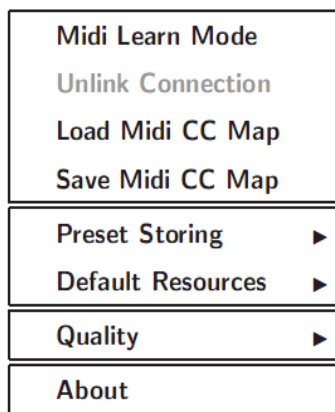 Midi Learn Mode
Unlink Connection
Load Midi CC Map
Save Midi CC Map
Preset Storing
Default Resources
Quality
About